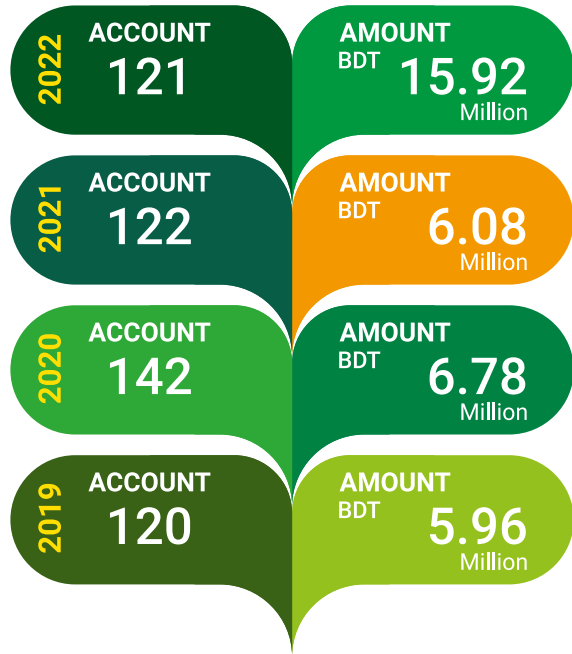 2022
ACCOUNT
121
AMOUNT
BDT 15.92
Million
2021
ACCOUNT
122
AMOUNT
BDT 6.08
Million
2020
ACCOUNT
142
AMOUNT
BDT 6.78
Million
2019
ACCOUNT
120
AMOUNT
BDT 5.96
Million